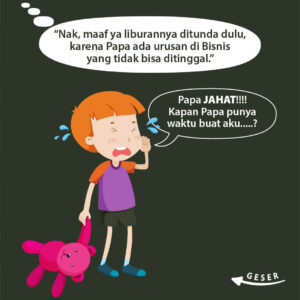 “Nak, maaf ya liburannya ditunda dulu,
karena Papa ada urusan di Bisnis
yang tidak bisa ditinggal.”
Papa JAHAT!!!!
Kapan Papa punya
waktu buat aku.....?
GESER